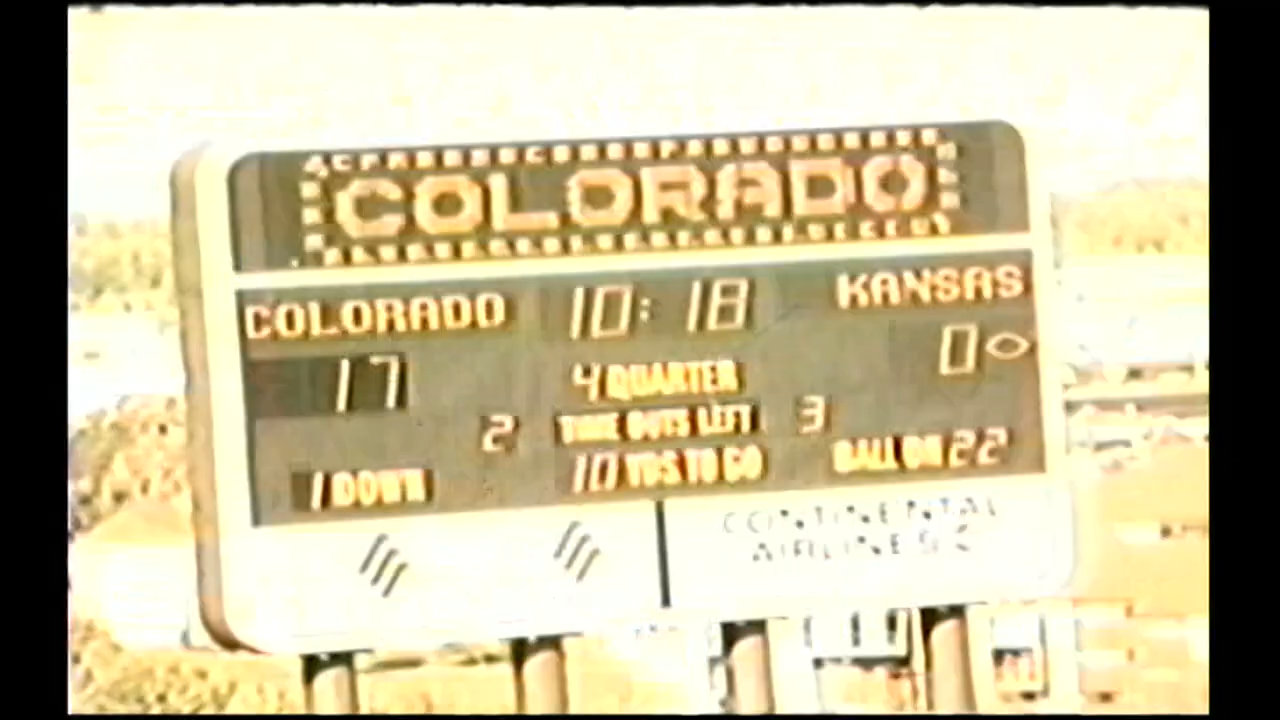 COLORADO
COLORADO 10:18 KANSAS
17 0
4 QUARTER
2 TIME OUTS LEFT 3
1 DOWN 10 YDS TO GO BALL ON 22
CONTINENTAL
AIRLINES